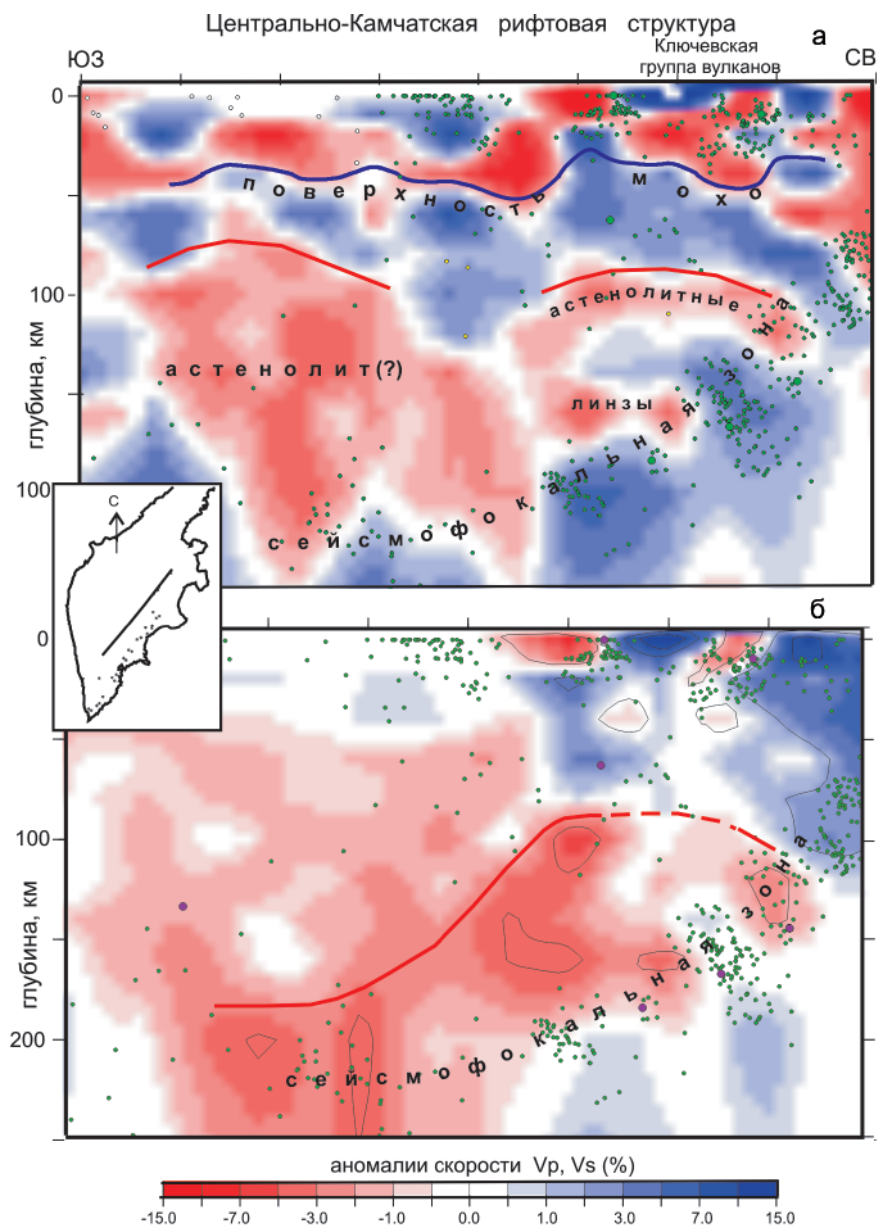 Центрально-Камчатская рифтовая структура
а
ЮЗ
Ключевская
группа вулканов
СВ
0
поверхность мохо
100
астенолитные
астенолит(?)
линзы
сейсмофокальная зона
100
глубина, км
С
б
0
100
200
сейсмофокальная зона
глубина, км
аномалии скорости Vp, Vs (%)
-15.0 -7.0 -3.0 -1.0 0.0 1.0 3.0 7.0 15.0